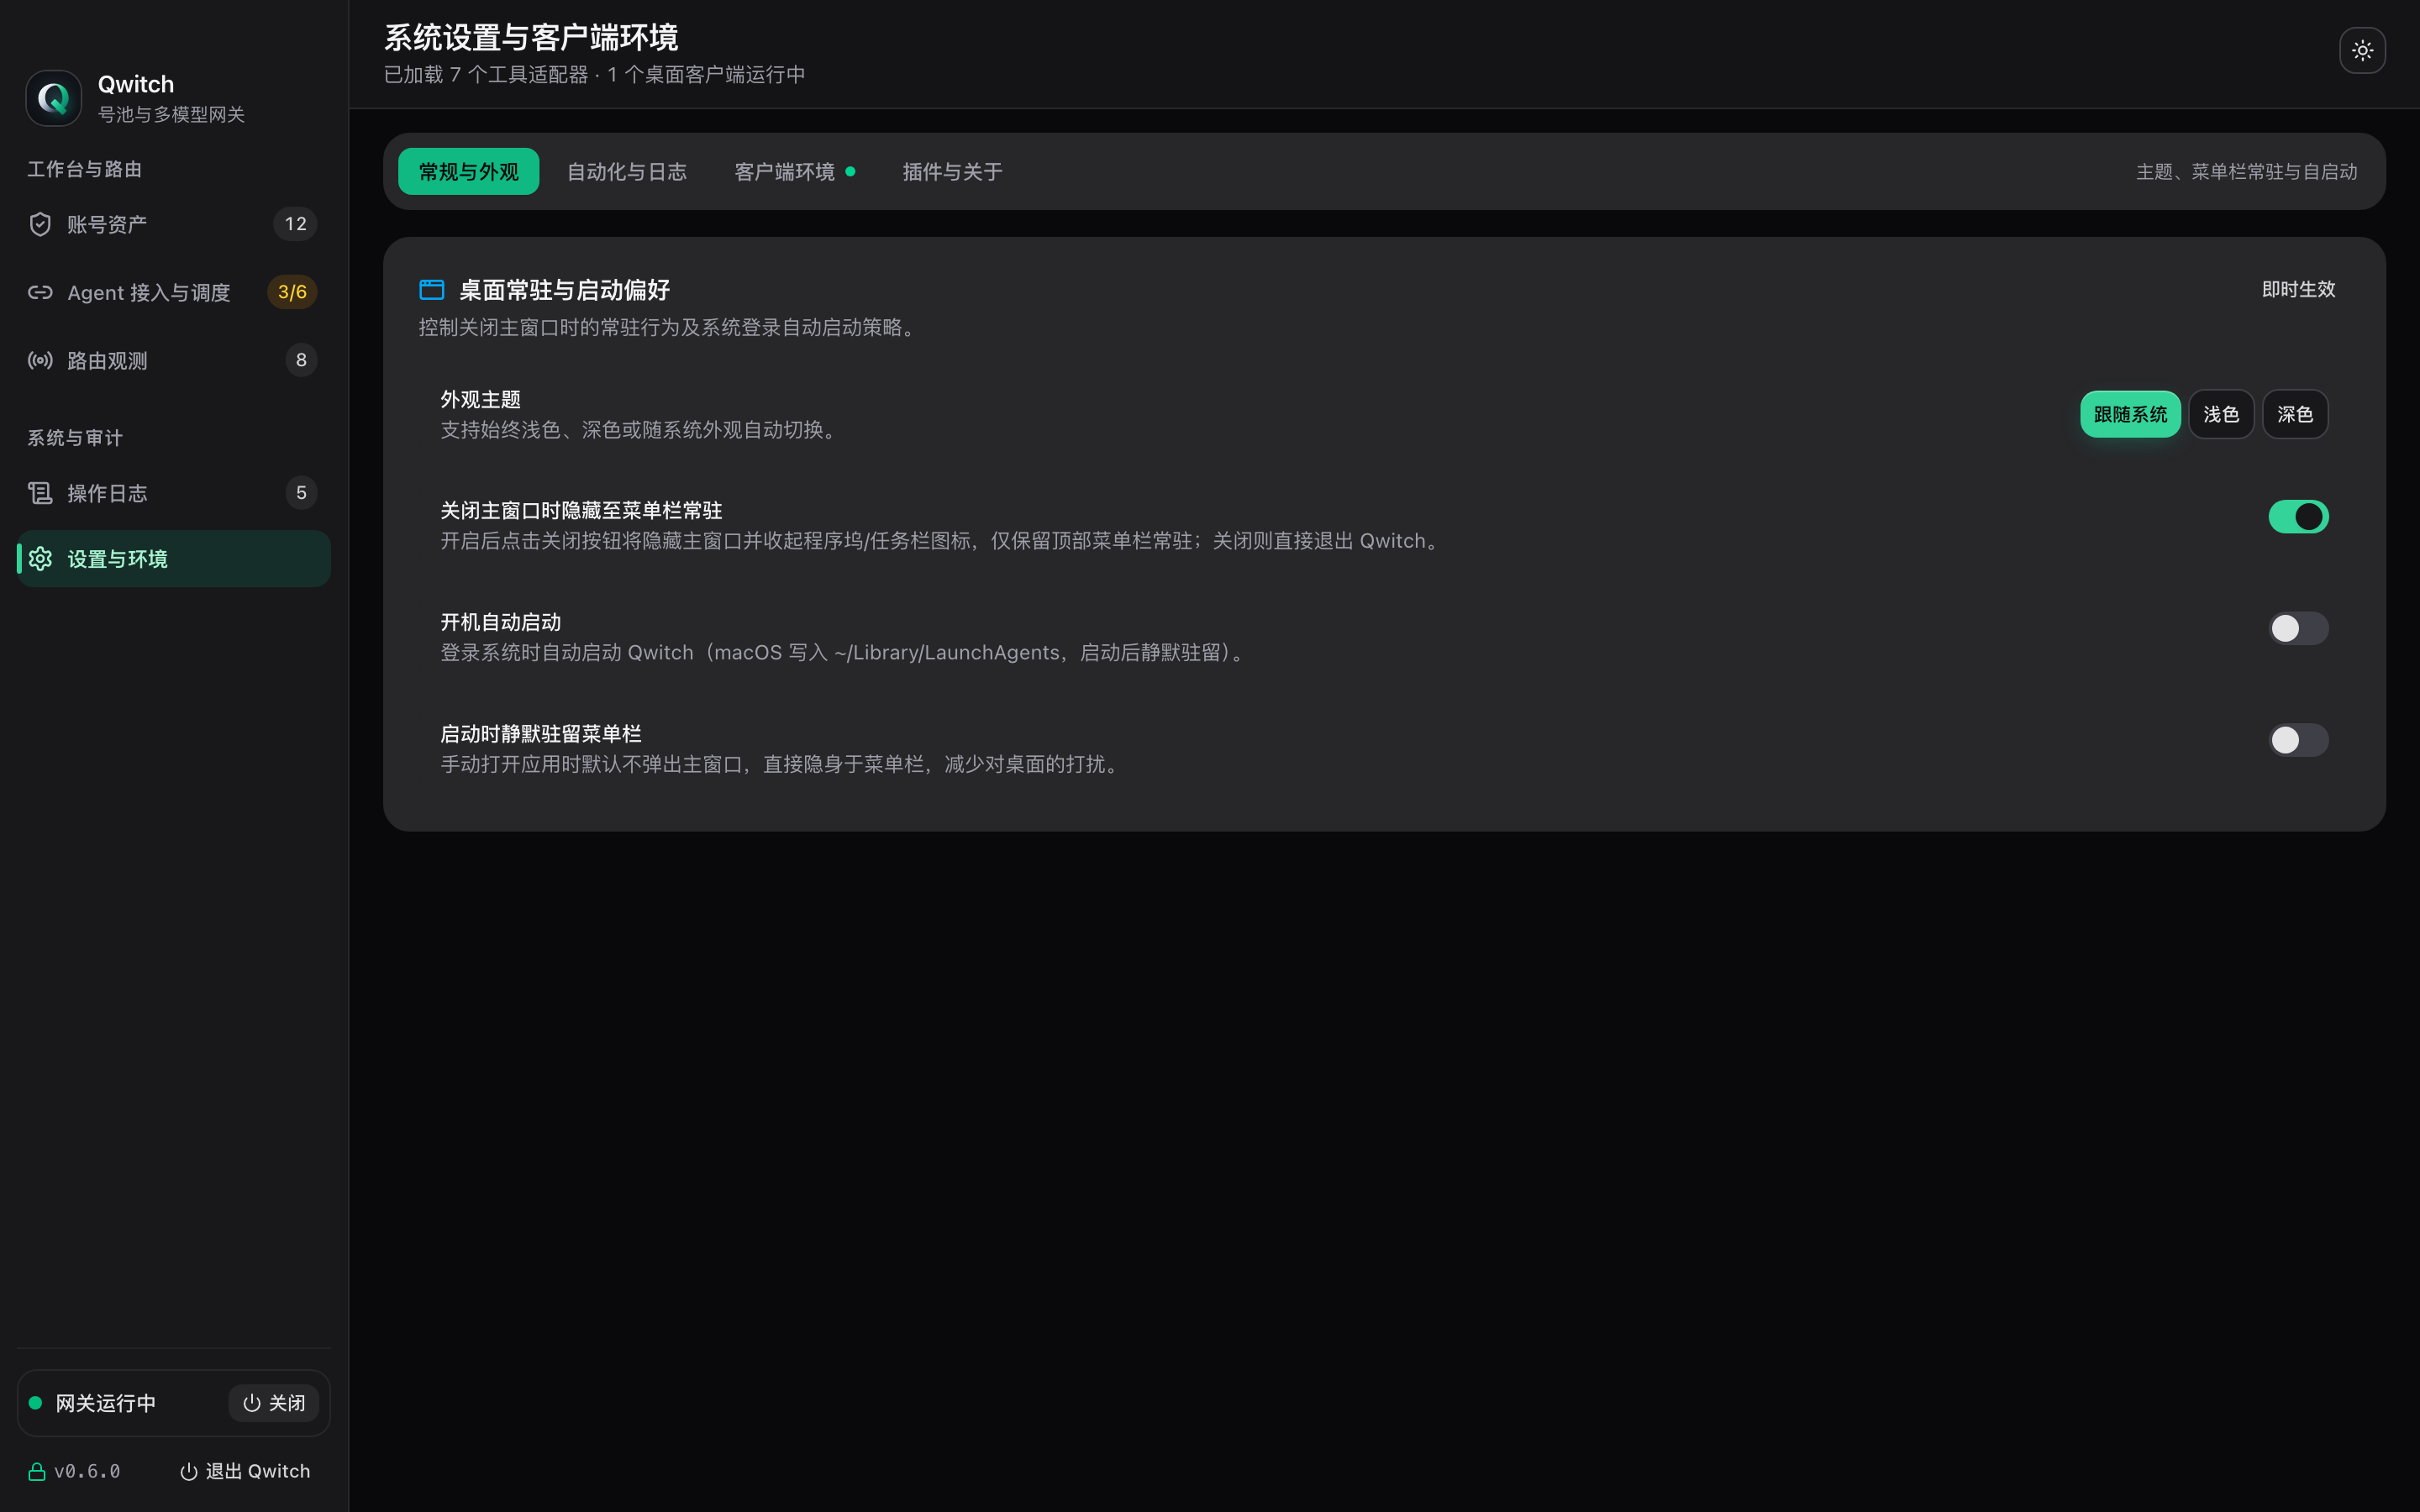 Qwitch
号池与多模型网关
工作台与路由
账号资产 12
Agent 接入与调度 3/6
路由观测 8
系统与审计
操作日志 5
设置与环境
网关运行中 关闭
v0.6.0 退出 Qwitch
系统设置与客户端环境
已加载 7 个工具适配器 · 1 个桌面客户端运行中
常规与外观 自动化与日志 客户端环境 插件与关于 主题、菜单栏常驻与自启动
桌面常驻与启动偏好 即时生效
控制关闭主窗口时的常驻行为及系统登录自动启动策略。
外观主题
支持始终浅色、深色或随系统外观自动切换。
跟随系统 浅色 深色
关闭主窗口时隐藏至菜单栏常驻
开启后点击关闭按钮将隐藏主窗口并收起程序坞/任务栏图标，仅保留顶部菜单栏常驻；关闭则直接退出 Qwitch。
开机自动启动
登录系统时自动启动 Qwitch（macOS 写入 ~/Library/LaunchAgents，启动后静默驻留）。
启动时静默驻留菜单栏
手动打开应用时默认不弹出主窗口，直接隐身于菜单栏，减少对桌面的打扰。